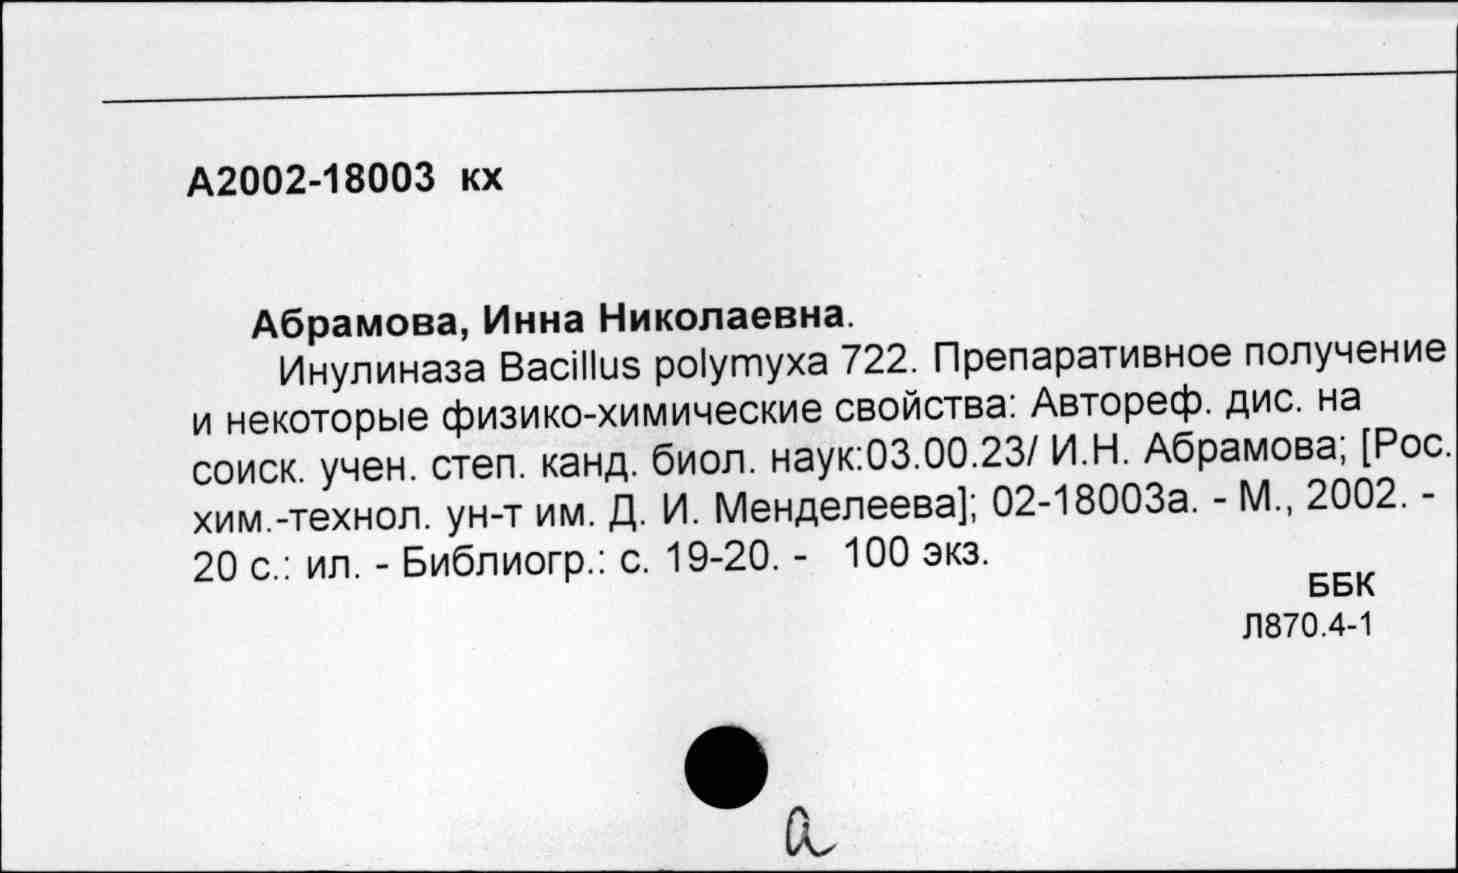 А2002-18003 кх
Абрамова, Инна Николаевна.
Инулиназа Bacillus polymyxa 722. Препаративное получение
и некоторые физико-химические свойства: Автореф. дис. на
соиск. учен. степ. канд. биол. наук:03.00.23/ И.Н. Абрамова; [Рос.
хим.-технол. ун-т им. Д. И. Менделеева]; 02-18003а. - М., 2002. -
20 с.: ил. - Библиогр.: с. 19-20. - 100 экз.
ББК
Л870.4-1
а